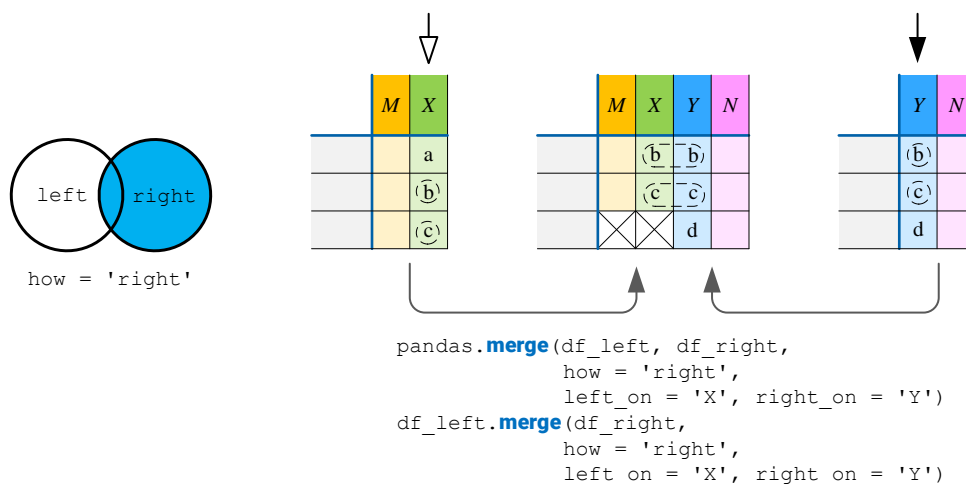 M X
M X Y N
Y N
a
b
c
b b
c c
d
b
c
d
left right
how = 'right'
pandas.merge(df_left, df_right,
how = 'right',
left_on = 'X', right_on = 'Y')
df_left.merge(df_right,
how = 'right',
left_on = 'X', right_on = 'Y')